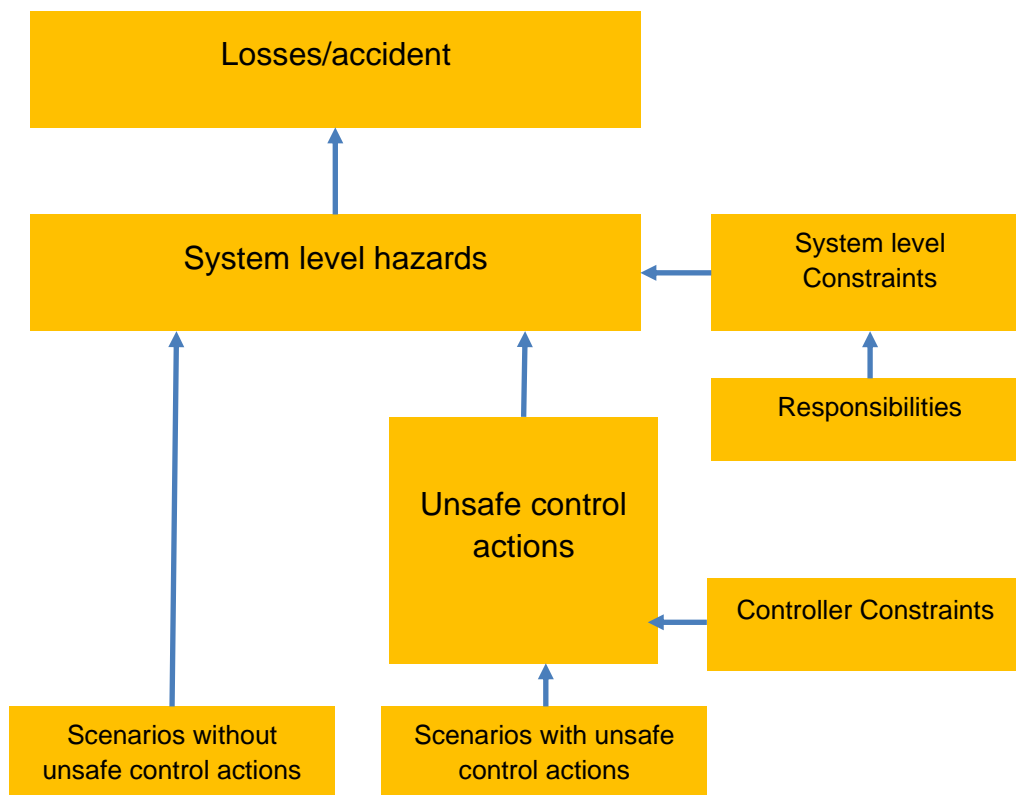 Losses/accident
System level hazards
System level
Constraints
Responsibilities
Unsafe control
actions
Controller Constraints
Scenarios without
unsafe control actions
Scenarios with unsafe
control actions